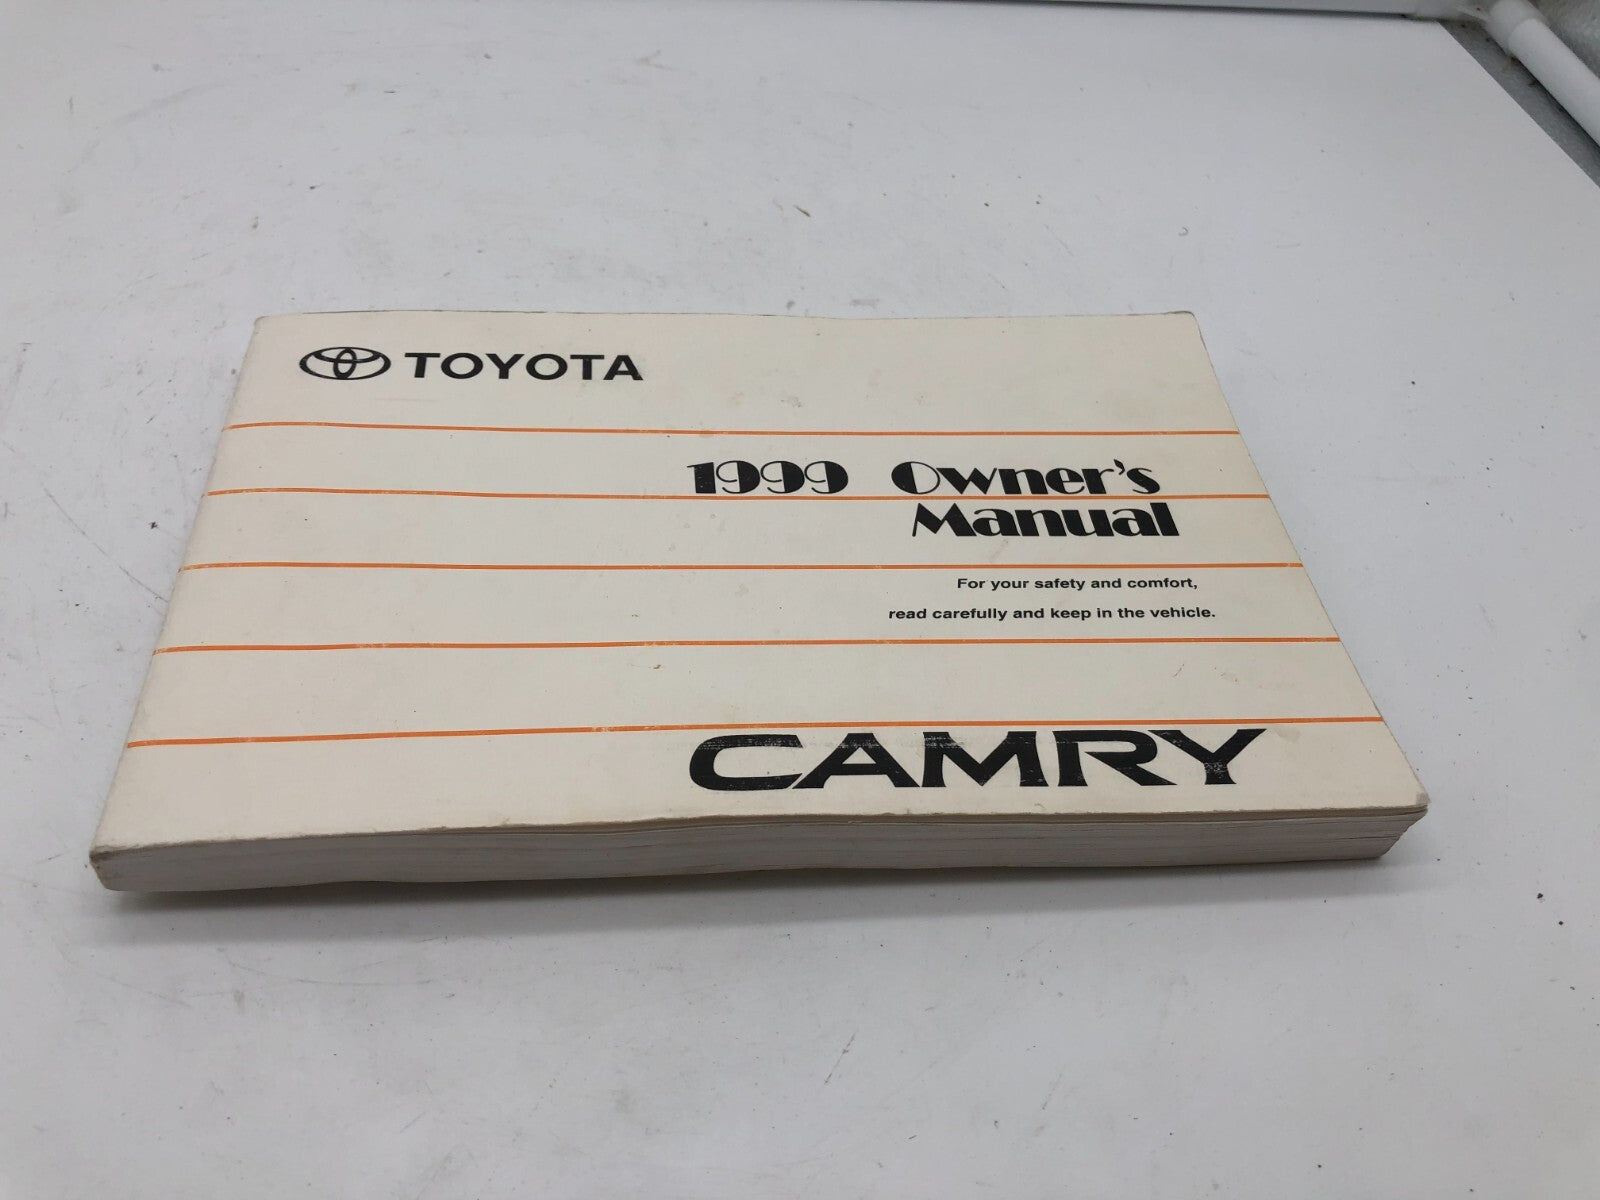 TOYOTA
1999 Owner's
Manual
For your safety and comfort,
read carefully and keep in the vehicle.
CAMRY